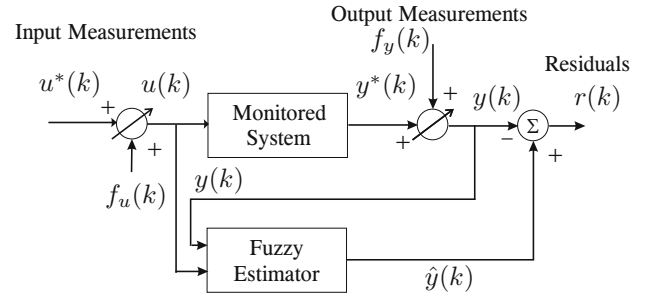 Output Measurements
Input Measurements
f_y(k)
Residuals
u*(k)
u(k)
y*(k)
y(k)
r(k)
+
+
Monitored
System
+
+
Σ
−
+
f_u(k)
y(k)
Fuzzy
Estimator
ŷ(k)